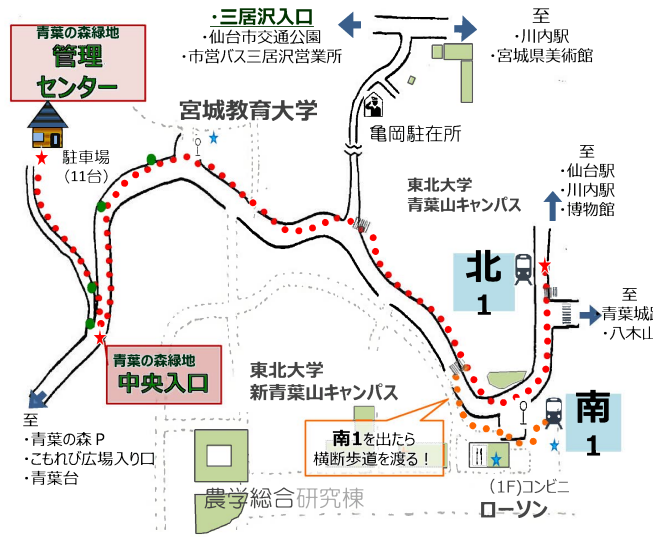 青葉の森緑地
管理
センター
・三居沢入口
・仙台市交通公園
・市営バス三居沢営業所
至
・川内駅
・宮城県美術館
宮城教育大学
亀岡駐在所
駐車場
(11台)
東北大学
青葉山キャンパス
至
・仙台駅
・川内駅
・博物館
北
1
至
・青葉城
・八木山
青葉の森緑地
中央入口
東北大学
新青葉山キャンパス
南1を出たら
横断歩道を渡る！
南
1
至
・青葉の森P
・こもれび広場入り口
・青葉台
農学総合研究棟
(1F)コンビニ
ローソン